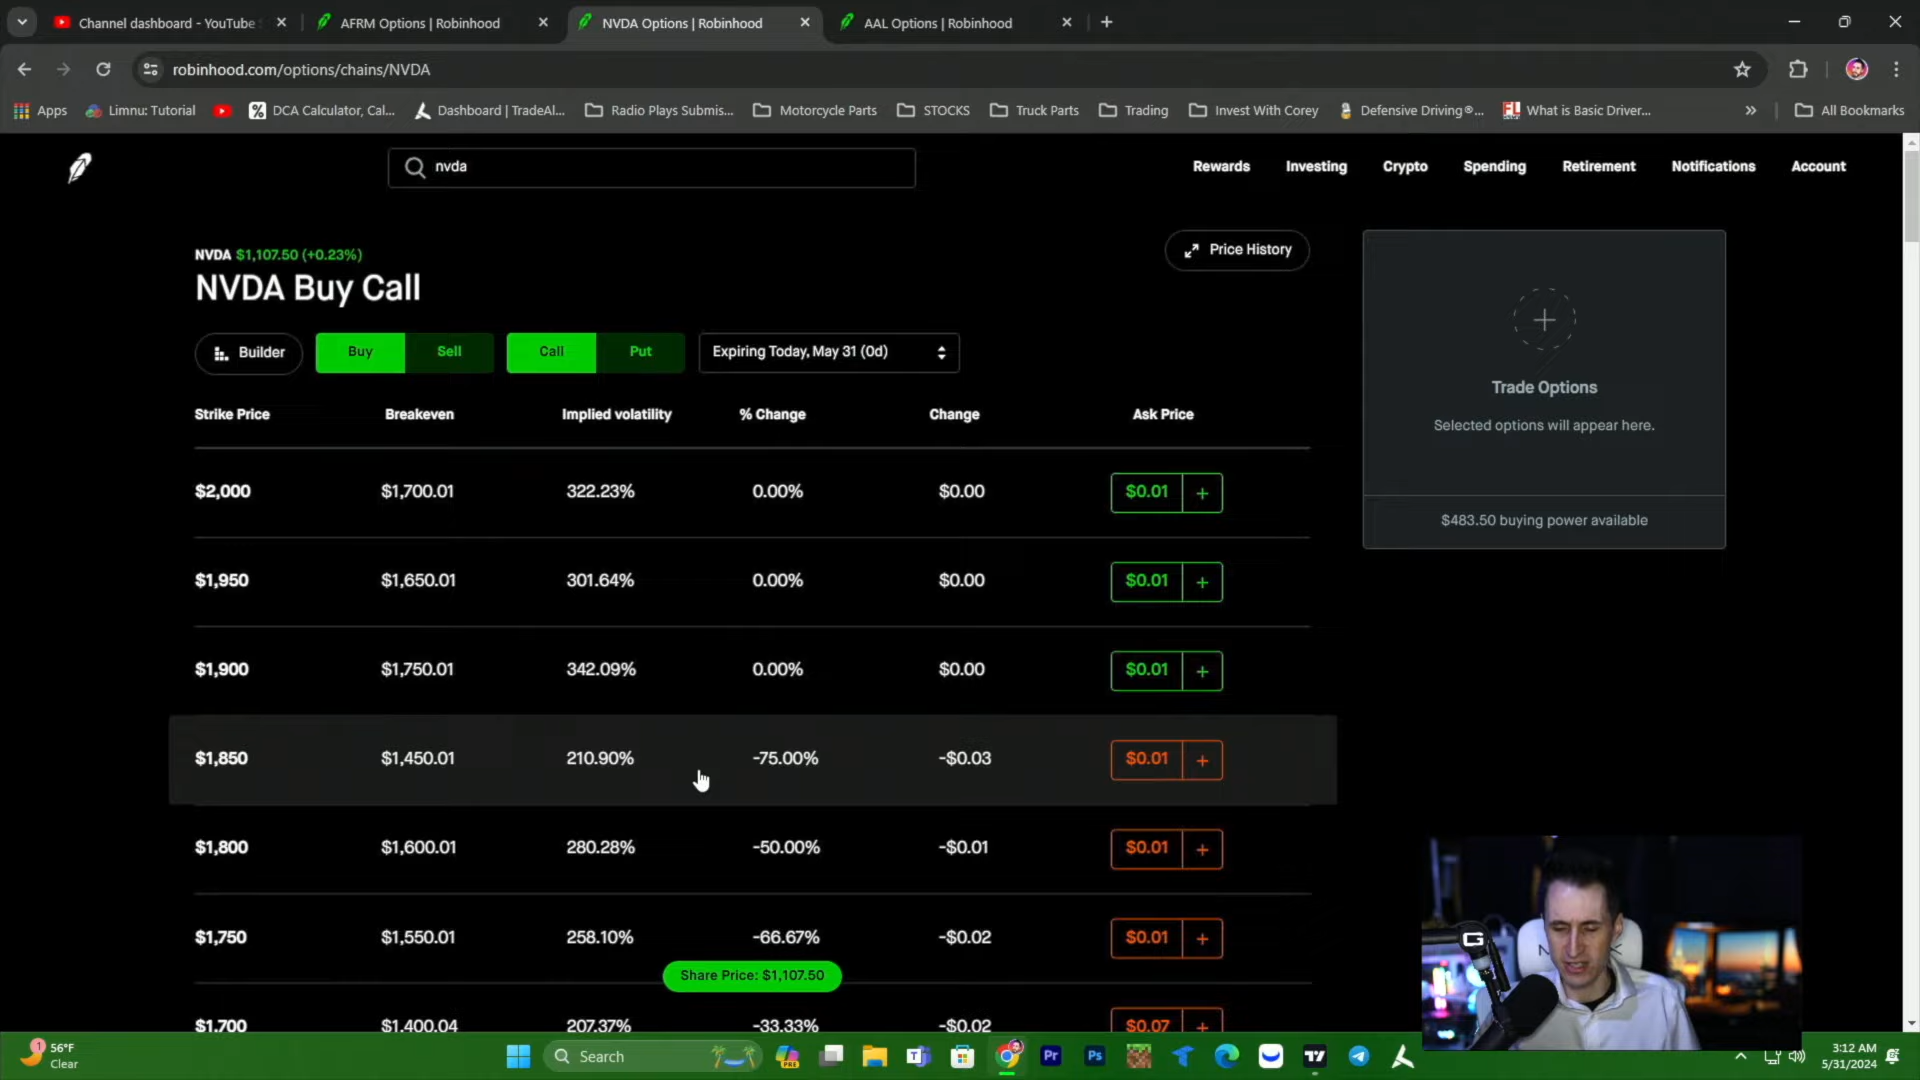 Channel dashboard - YouTube
AFRM Options | Robinhood
NVDA Options | Robinhood
AAL Options | Robinhood
robinhood.com/options/chains/NVDA
Apps
Limnu: Tutorial
DCA Calculator, Cal...
Dashboard | TradeAl...
Radio Plays Submis...
Motorcycle Parts
STOCKS
Truck Parts
Trading
Invest With Corey
Defensive Driving®...
What is Basic Driver...
»
All Bookmarks
nvda
Rewards
Investing
Crypto
Spending
Retirement
Notifications
Account
NVDA $1,107.50 (+0.23%)
NVDA Buy Call
Price History
Builder
Buy
Sell
Call
Put
Expiring Today, May 31 (0d)
Strike Price Breakeven Implied volatility % Change Change Ask Price
$2,000 $1,700.01 322.23% 0.00% $0.00 $0.01 +
$1,950 $1,650.01 301.64% 0.00% $0.00 $0.01 +
$1,900 $1,750.01 342.09% 0.00% $0.00 $0.01 +
$1,850 $1,450.01 210.90% -75.00% -$0.03 $0.01 +
$1,800 $1,600.01 280.28% -50.00% -$0.01 $0.01 +
$1,750 $1,550.01 258.10% -66.67% -$0.02 $0.01 +
Share Price: $1,107.50
$1,700 $1,400.04 207.37% -33.33% -$0.02 $0.07 +
Trade Options
Selected options will appear here.
$483.50 buying power available
G
1
56°F
Clear
Search
PRE
Pr
Ps
3:12 AM
5/31/2024